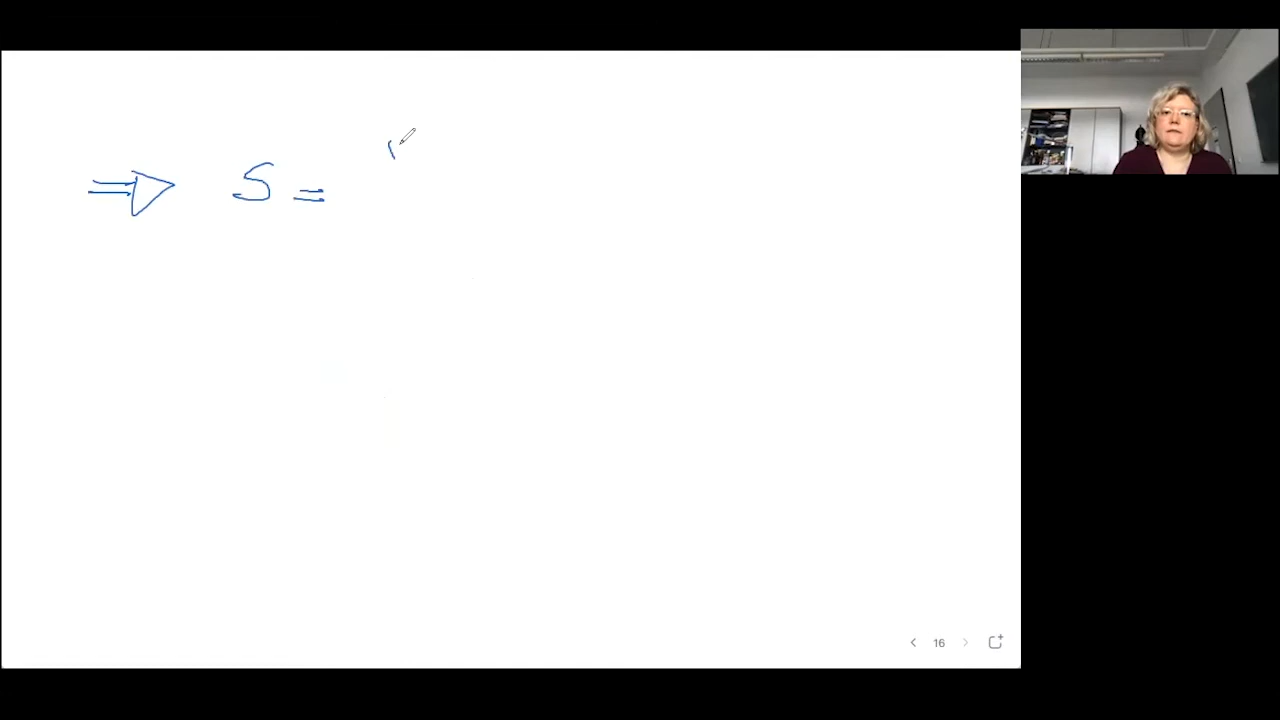 ⇒ S =
16